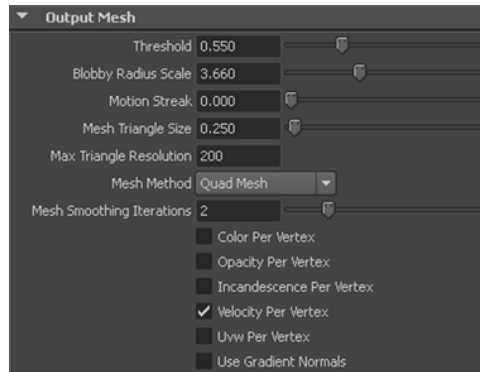 Output Mesh
Threshold 0.550
Blobby Radius Scale 3.660
Motion Streak 0.000
Mesh Triangle Size 0.250
Max Triangle Resolution 200
Mesh Method Quad Mesh
Mesh Smoothing Iterations 2
Color Per Vertex
Opacity Per Vertex
Incandescence Per Vertex
Velocity Per Vertex
Uvw Per Vertex
Use Gradient Normals